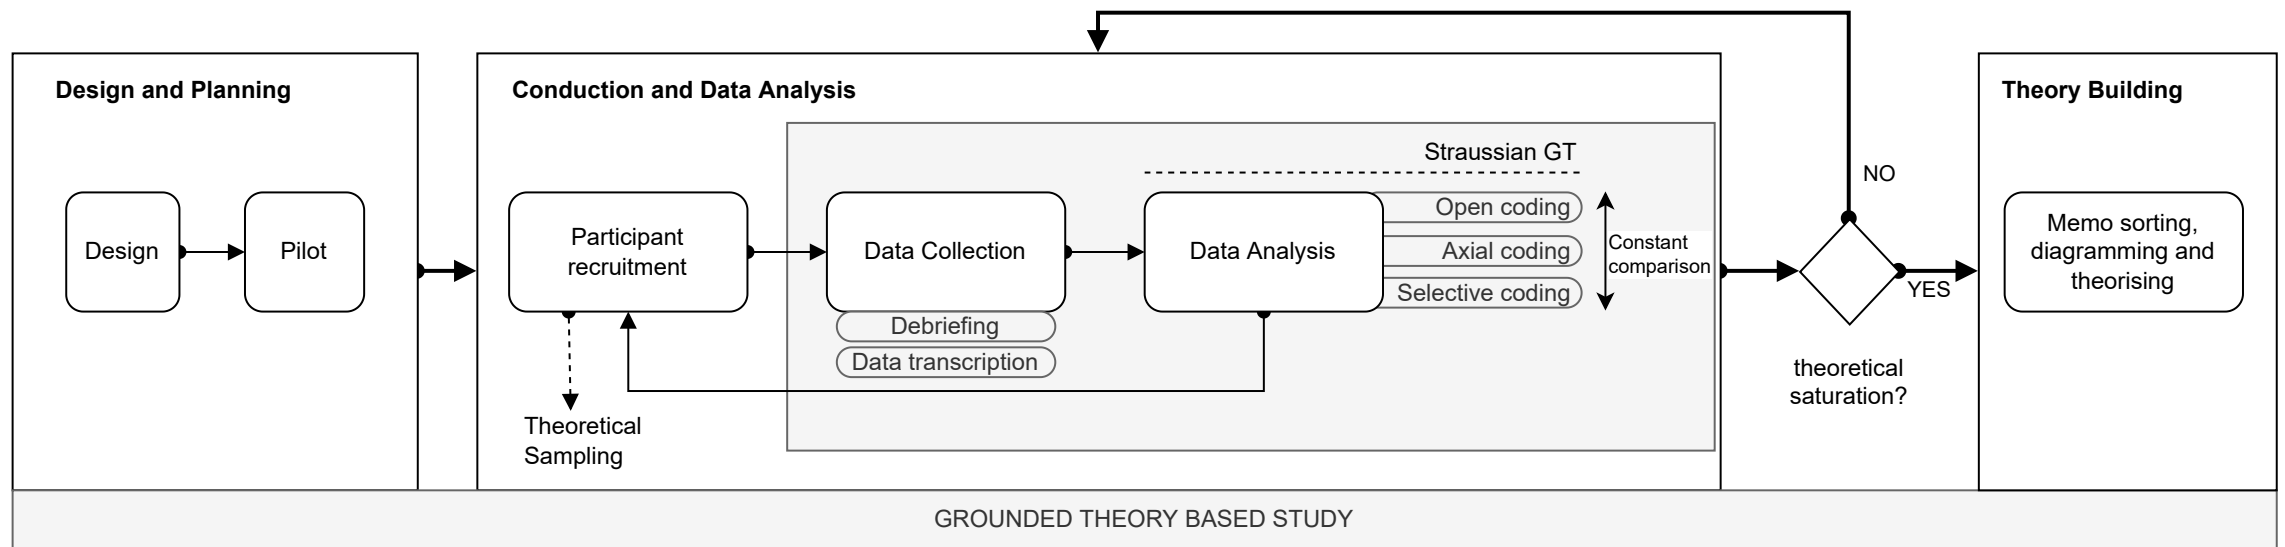 Design and Planning
Design
Pilot
Conduction and Data Analysis
Participant
recruitment
Theoretical
Sampling
Data Collection
Debriefing
Data transcription
Straussian GT
Data Analysis
Open coding
Axial coding
Selective coding
Constant
comparison
NO
YES
theoretical
saturation?
Theory Building
Memo sorting,
diagramming and
theorising
GROUNDED THEORY BASED STUDY